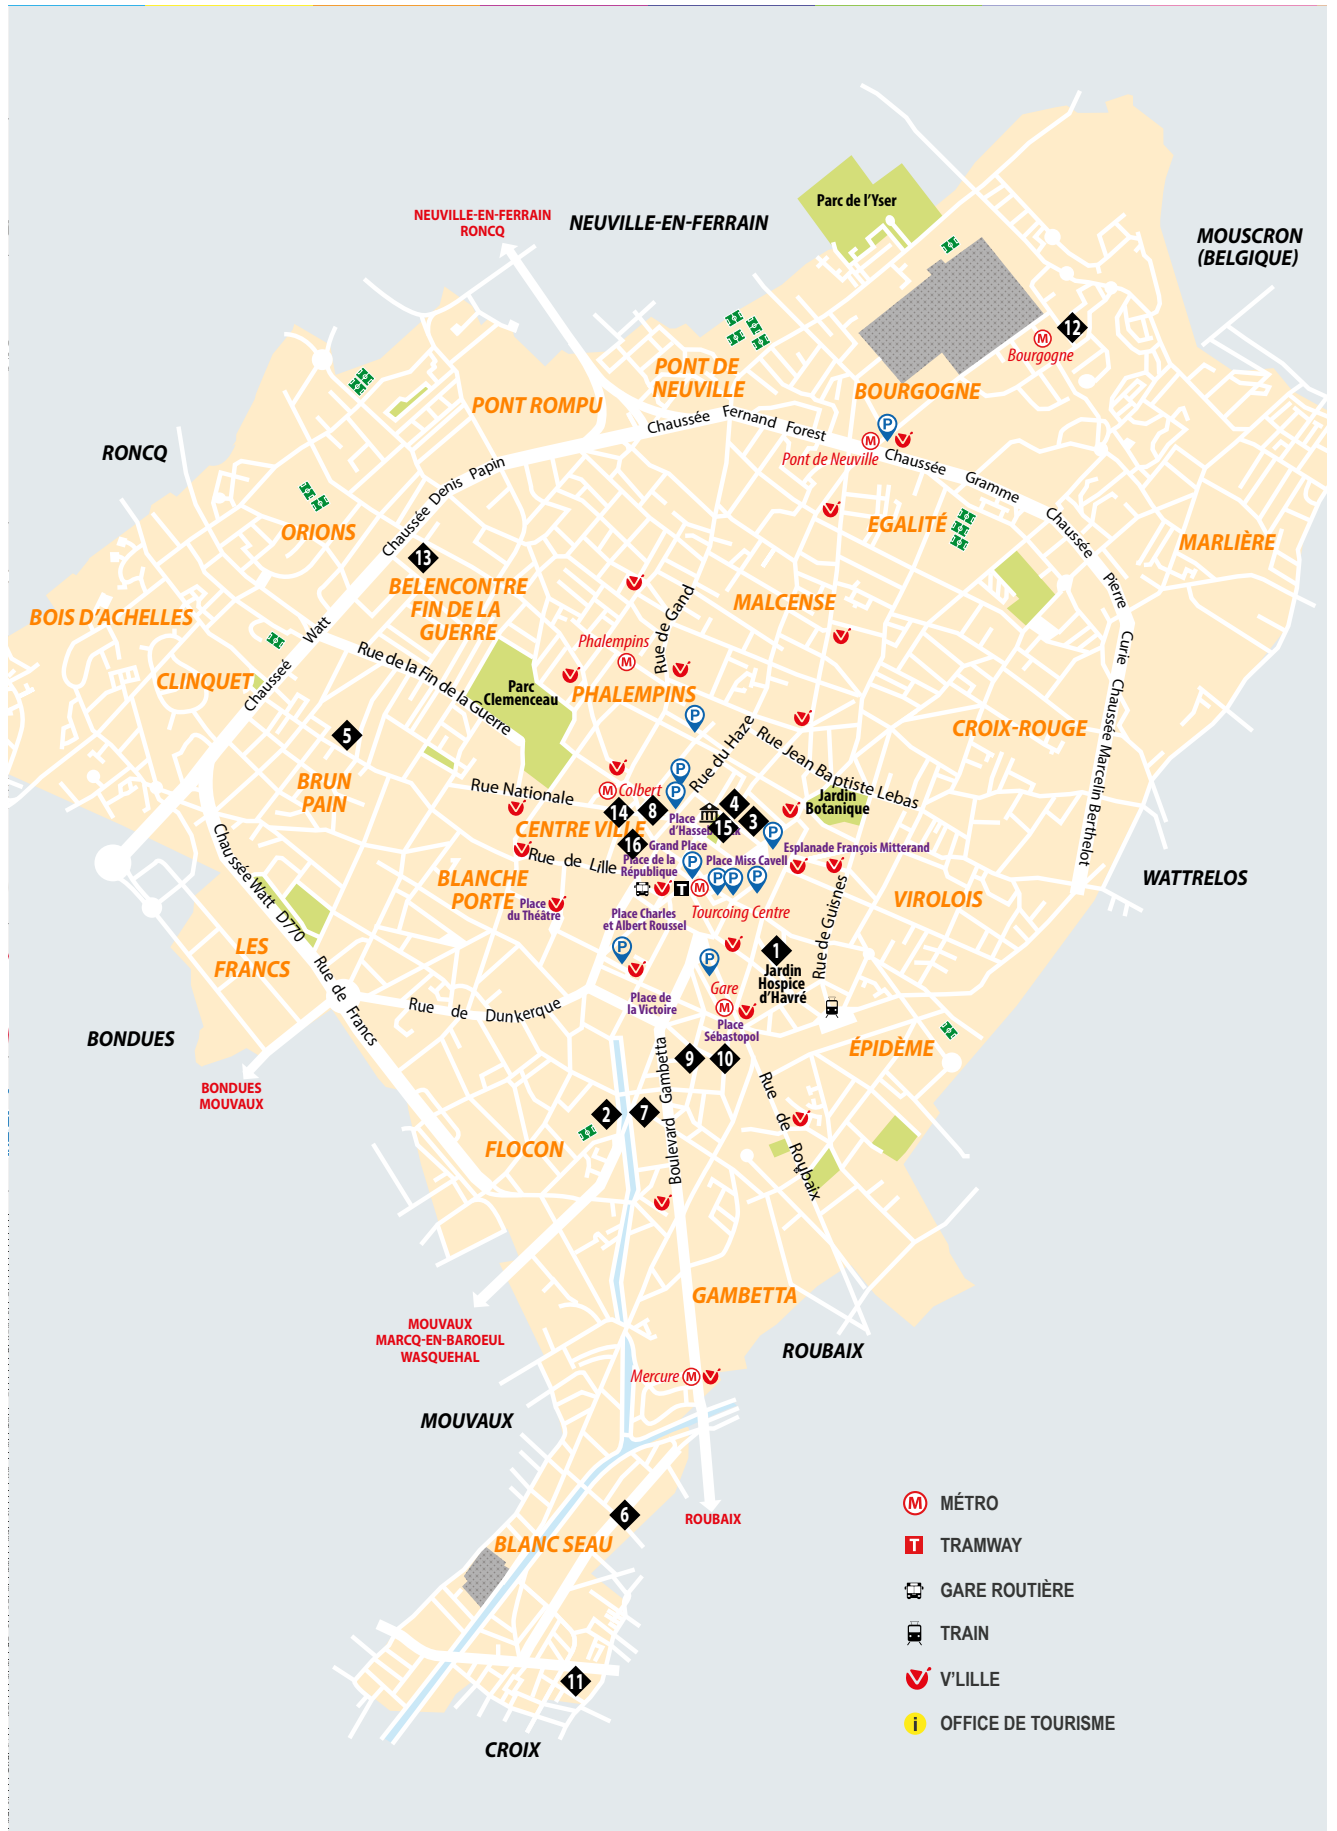 Parc de l'Yser
NEUVILLE-EN-FERRAIN
RONCQ
NEUVILLE-EN-FERRAIN
MOUSCRON
(BELGIQUE)
12
M
Bourgogne
PONT DE
NEUVILLE
BOURGOGNE
PONT ROMPU
Chaussée Fernand Forest
P
M
Pont de Neuville
Chaussée Gramme
RONCQ
Chaussée Denis Papin
ORIONS
EGALITÉ
Chaussée Pierre Curie
MARLIÈRE
13
BELENCONTRE
FIN DE LA
GUERRE
MALCENSE
BOIS D'ACHELLES
Rue de Gand
Phalempins
M
Chausseé Watt
Rue de la Fin de la Guerre
CLINQUET
Parc
Clemenceau
PHALEMPINS
Chaussée Marcelin Berthelot
P
5
Rue du Haze
Rue Jean Baptiste Lebas
CROIX-ROUGE
BRUN
PAIN
Rue Nationale
P
M Colbert
P
Jardin
Botanique
14
8
4
3
15
Place
CENTRE VILLE
16
Grand Place
P
Esplanade François Mitterand
Rue de Lille
Place de la
République
P
Place Miss Cavell
Chaussée Watt D770
BLANCHE
PORTE
T
M
P
P
P
WATTRELOS
VIROLOIS
Place
du Théâtre
Place Charles
et Albert Roussel
Tourcoing Centre
Rue de Guisnes
LES
FRANCS
P
P
1
Jardin
Hospice
d'Havré
Rue de Francs
Rue de Dunkerque
Place de
la Victoire
Gare
M
Place
Sébastopol
BONDUES
ÉPIDÈME
9
10
BONDUES
MOUVAUX
Boulevard Gambetta
Rue de Roubaix
2
7
FLOCON
GAMBETTA
MOUVAUX
MARCQ-EN-BAROEUL
WASQUEHAL
ROUBAIX
Mercure M
MOUVAUX
6
ROUBAIX
BLANC SEAU
11
CROIX
M MÉTRO
T TRAMWAY
GARE ROUTIÈRE
TRAIN
V'LILLE
i OFFICE DE TOURISME